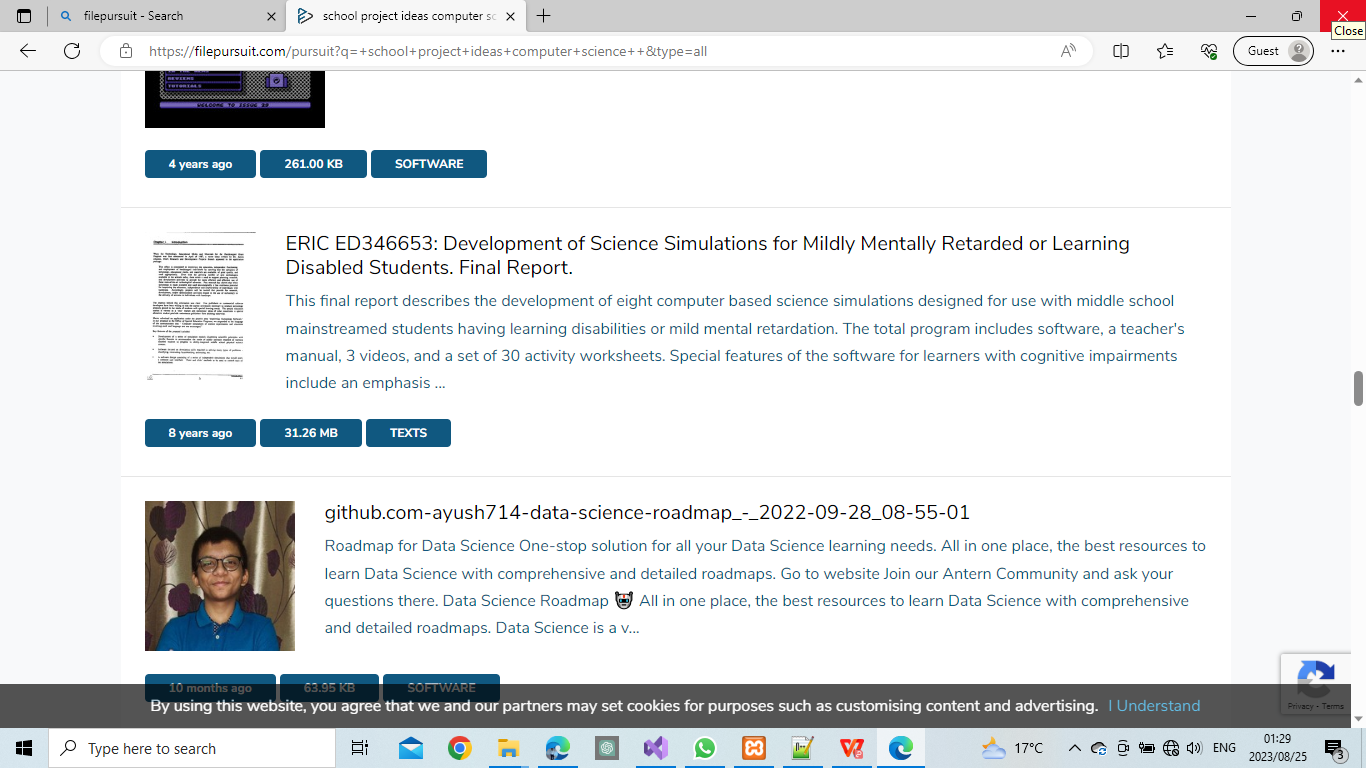 filepursuit - Search
school project ideas computer sc
Close
https://filepursuit.com/pursuit?q=+school+project+ideas+computer+science++&type=all
Guest
REVIEWS
TUTORIALS
WELCOME TO ISSUE
4 years ago 261.00 KB SOFTWARE
ERIC ED346653: Development of Science Simulations for Mildly Mentally Retarded or Learning
Disabled Students. Final Report.
This final report describes the development of eight computer based science simulations designed for use with middle school
mainstreamed students having learning disabilities or mild mental retardation. The total program includes software, a teacher's
manual, 3 videos, and a set of 30 activity worksheets. Special features of the software for learners with cognitive impairments
include an emphasis ...
8 years ago 31.26 MB TEXTS
github.com-ayush714-data-science-roadmap_-_2022-09-28_08-55-01
Roadmap for Data Science One-stop solution for all your Data Science learning needs. All in one place, the best resources to
learn Data Science with comprehensive and detailed roadmaps. Go to website Join our Antern Community and ask your
questions there. Data Science Roadmap All in one place, the best resources to learn Data Science with comprehensive
and detailed roadmaps. Data Science is a v...
10 months ago 63.95 KB SOFTWARE
By using this website, you agree that we and our partners may set cookies for purposes such as customising content and advertising. I Understand
Privacy - Terms
Type here to search
17°C
ENG
01:29
2023/08/25
3